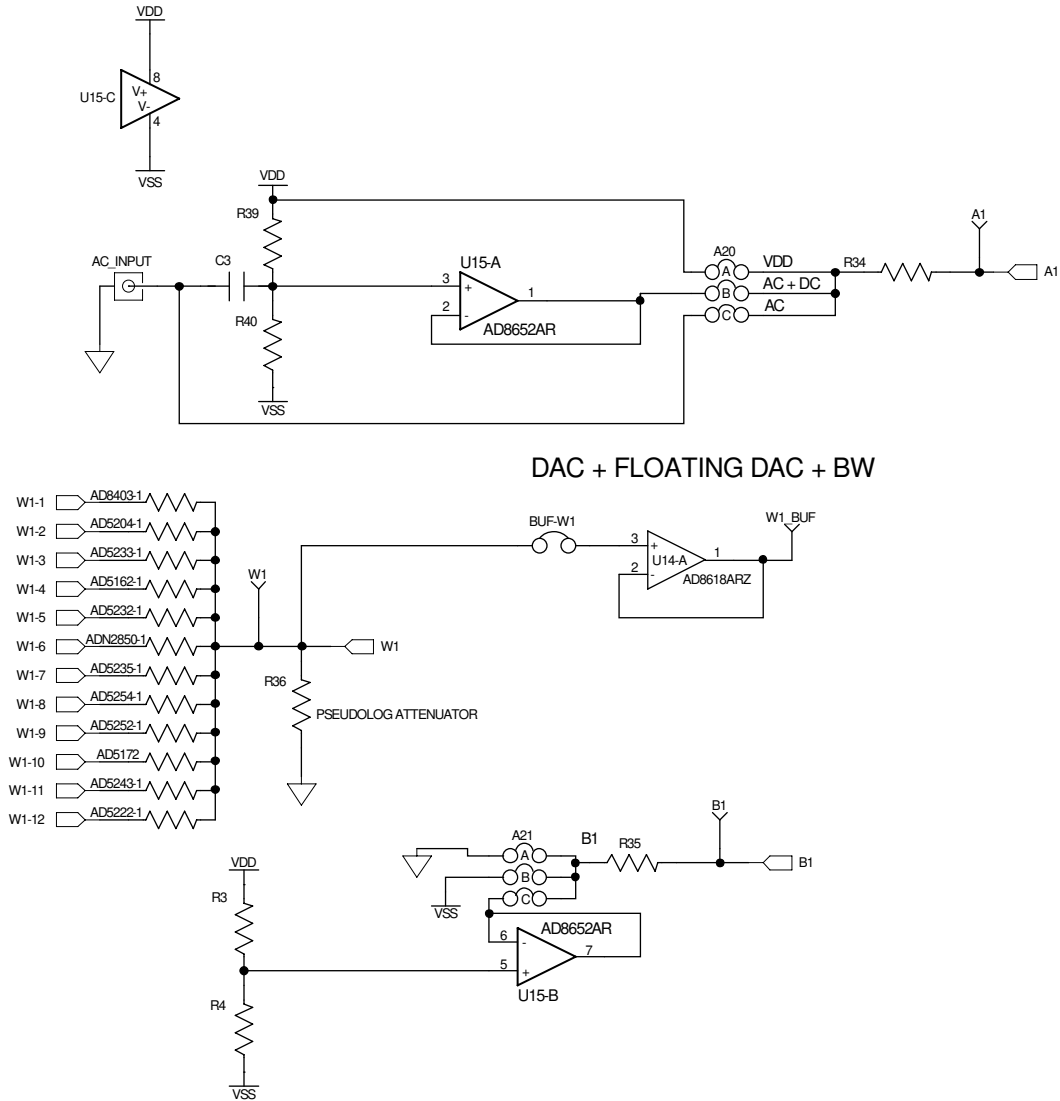 VDD
8
U15-C
V+
V-
4
VSS
VDD
R39
A1
AC_INPUT
C3
U15-A
A20
VDD
R34
A
A1
3
+
1
AC + DC
B
2
-
AC
C
R40
AD8652AR
VSS
DAC + FLOATING DAC + BW
W1-1
AD8403-1
W1-2
AD5204-1
W1-3
AD5233-1
W1-4
AD5162-1
W1-5
AD5232-1
W1-6
ADN2850-1
W1-7
AD5235-1
W1-8
AD5254-1
W1-9
AD5252-1
W1-10
AD5172
W1-11
AD5243-1
W1-12
AD5222-1
W1
W1
BUF-W1
3
+
U14-A
1
2
-
AD8618ARZ
W1_BUF
R36
PSEUDOLOG ATTENUATOR
B1
A21
B1
R35
A
B1
B
VSS
C
VDD
R3
AD8652AR
6
-
7
5
+
U15-B
R4
VSS